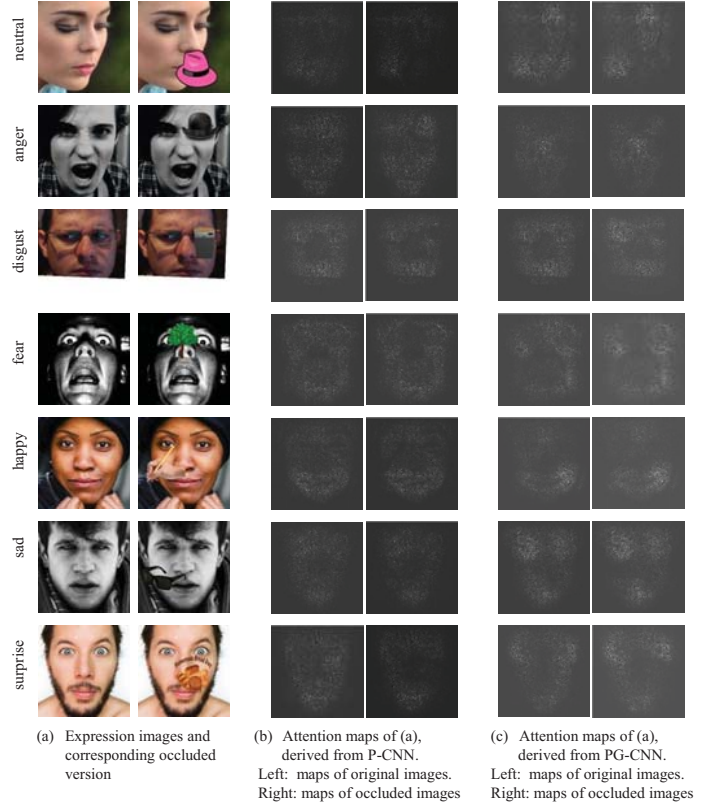 neutral
anger
disgust
fear
happy
sad
surprise
(a) Expression images and
corresponding occluded
version
(b) Attention maps of (a),
derived from P-CNN.
Left: maps of original images.
Right: maps of occluded images
(c) Attention maps of (a),
derived from PG-CNN.
Left: maps of original images.
Right: maps of occluded images